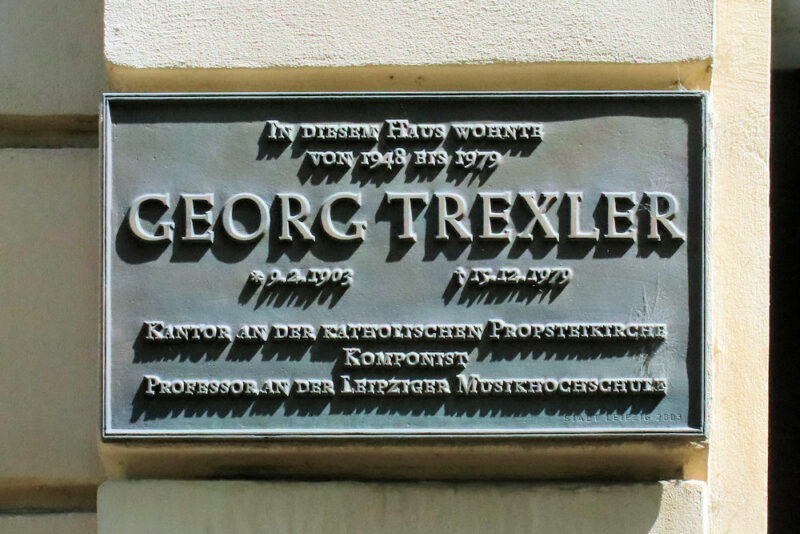 In diesem Haus wohnte
von 1948 bis 1979
GEORG TREXLER
* 9.2.1903 † 15.12.1979
Kantor an der katholischen Propsteikirche
Komponist
Professor an der Leipziger Musikhochschule
STADT LEIPZIG 2003